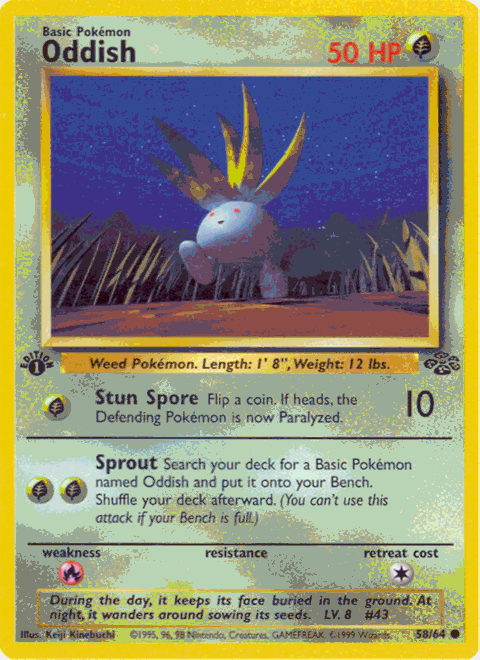 Basic Pokémon
Oddish 50 HP
EDITION
1
Weed Pokémon. Length: 1' 8", Weight: 12 lbs.
Stun Spore Flip a coin. If heads, the 10
Defending Pokémon is now Paralyzed.
Sprout Search your deck for a Basic Pokémon
named Oddish and put it onto your Bench.
Shuffle your deck afterward. (You can't use this
attack if your Bench is full.)
weakness resistance retreat cost
During the day, it keeps its face buried in the ground. At
night, it wanders around sowing its seeds. LV. 8 #43
Illus. Keiji Kinebuchi ©1995, 96, 98 Nintendo, Creatures, GAMEFREAK. ©1999 Wizards. 58/64